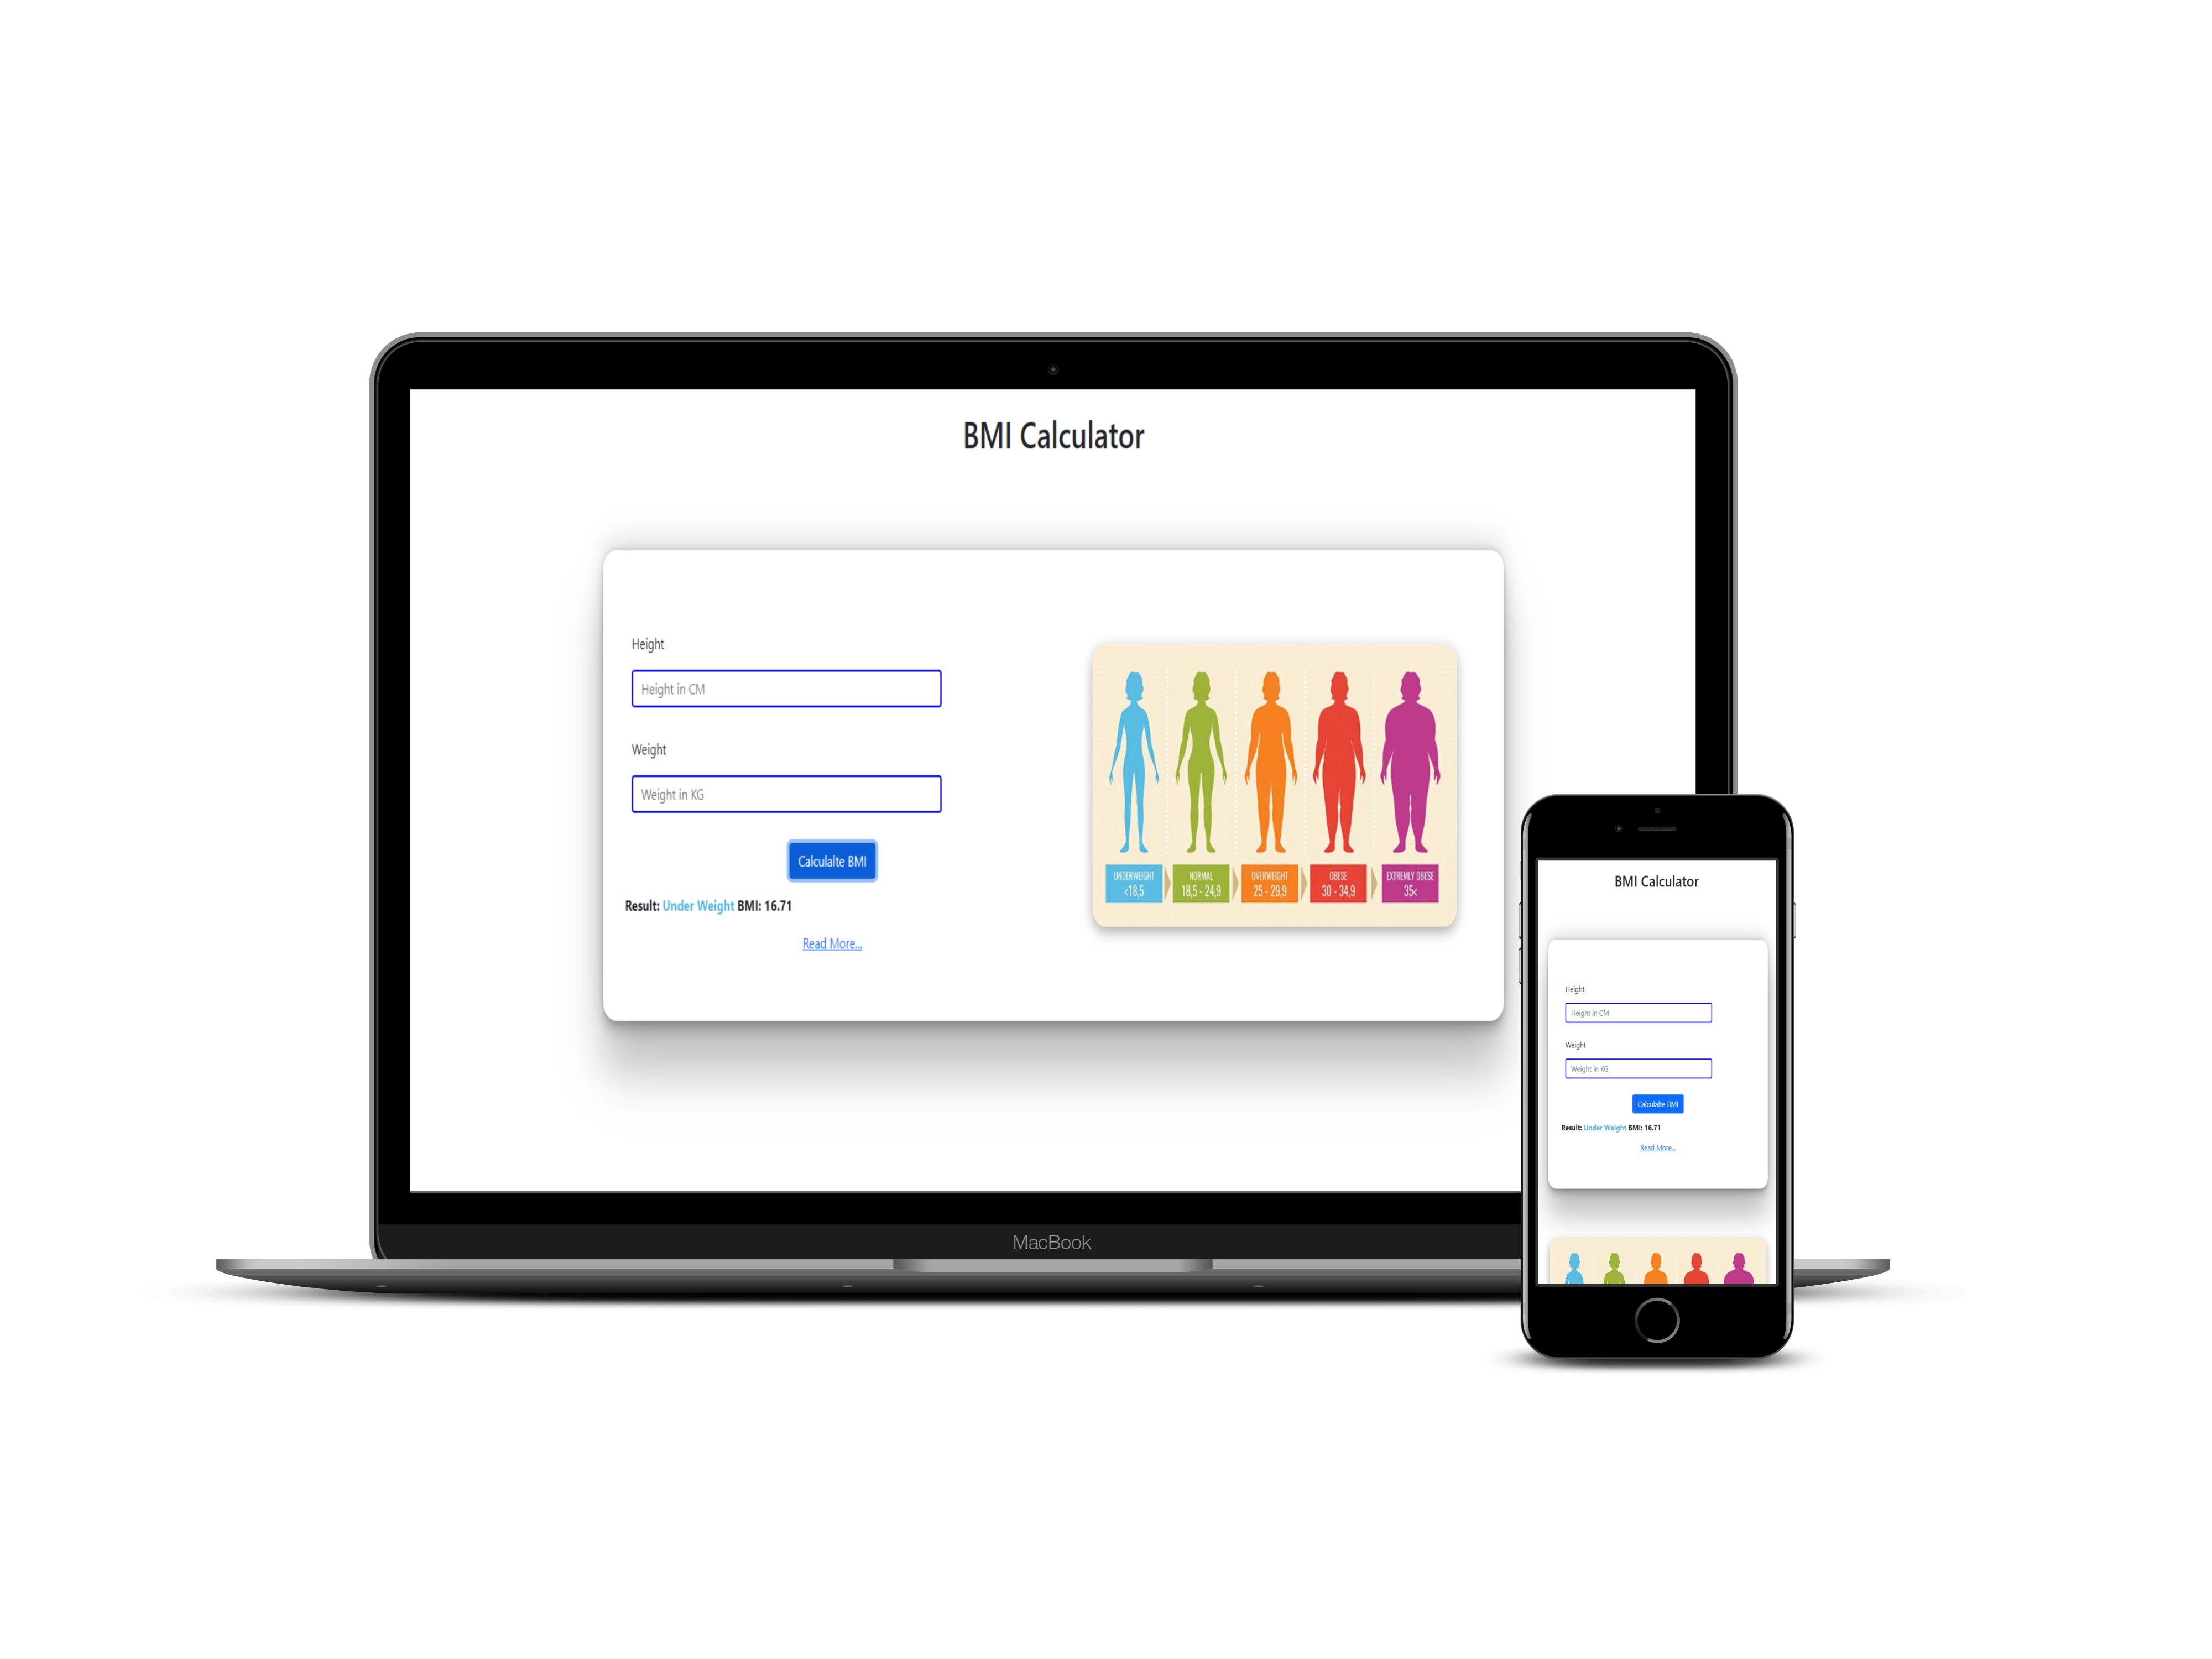 BMI Calculator
Height
Height in CM
Weight
Weight in KG
Calculalte BMI
Result: Under Weight BMI: 16.71
Read More...
UNDERWEIGHT
<18,5
NORMAL
18,5 - 24,9
OVERWEIGHT
25 - 29,9
OBESE
30 - 34,9
EXTREMLY OBESE
35<
MacBook
BMI Calculator
Height
Height in CM
Weight
Weight in KG
Calculalte BMI
Result: Under Weight BMI: 16.71
Read More...